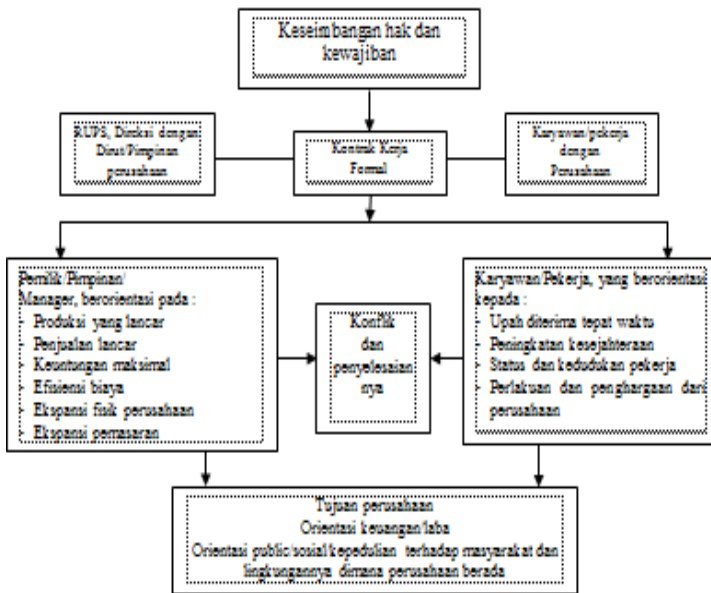 Keseimbangan hak dan
kewajiban
RUPS, Direksi dengan
Dirut/Pimpinan
perusahaan
Kontrak Kerja
Formal
Karyawan/pekerja
dengan
Perusahaan
Pemilik/Pimpinan/
Manager, berorientasi pada :
- Produksi yang lancar
- Penjualan lancar
- Keuntungan maksimal
- Efisiensi biaya
- Ekspansi fisik perusahaan
- Ekspansi pemasaran
Konflik
dan
penyelesaian
nya
Karyawan/Pekerja, yang berorientasi
kepada :
- Upah diterima tepat waktu
- Peningkatan kesejahteraan
- Status dan kedudukan pekerja
- Perlakuan dan penghargaan dari
perusahaan
Tujuan perusahaan
Orientasi keuangan/laba
Orientasi public/sosial/kepedulian terhadap masyarakat dan
lingkungannya dimana perusahaan berada